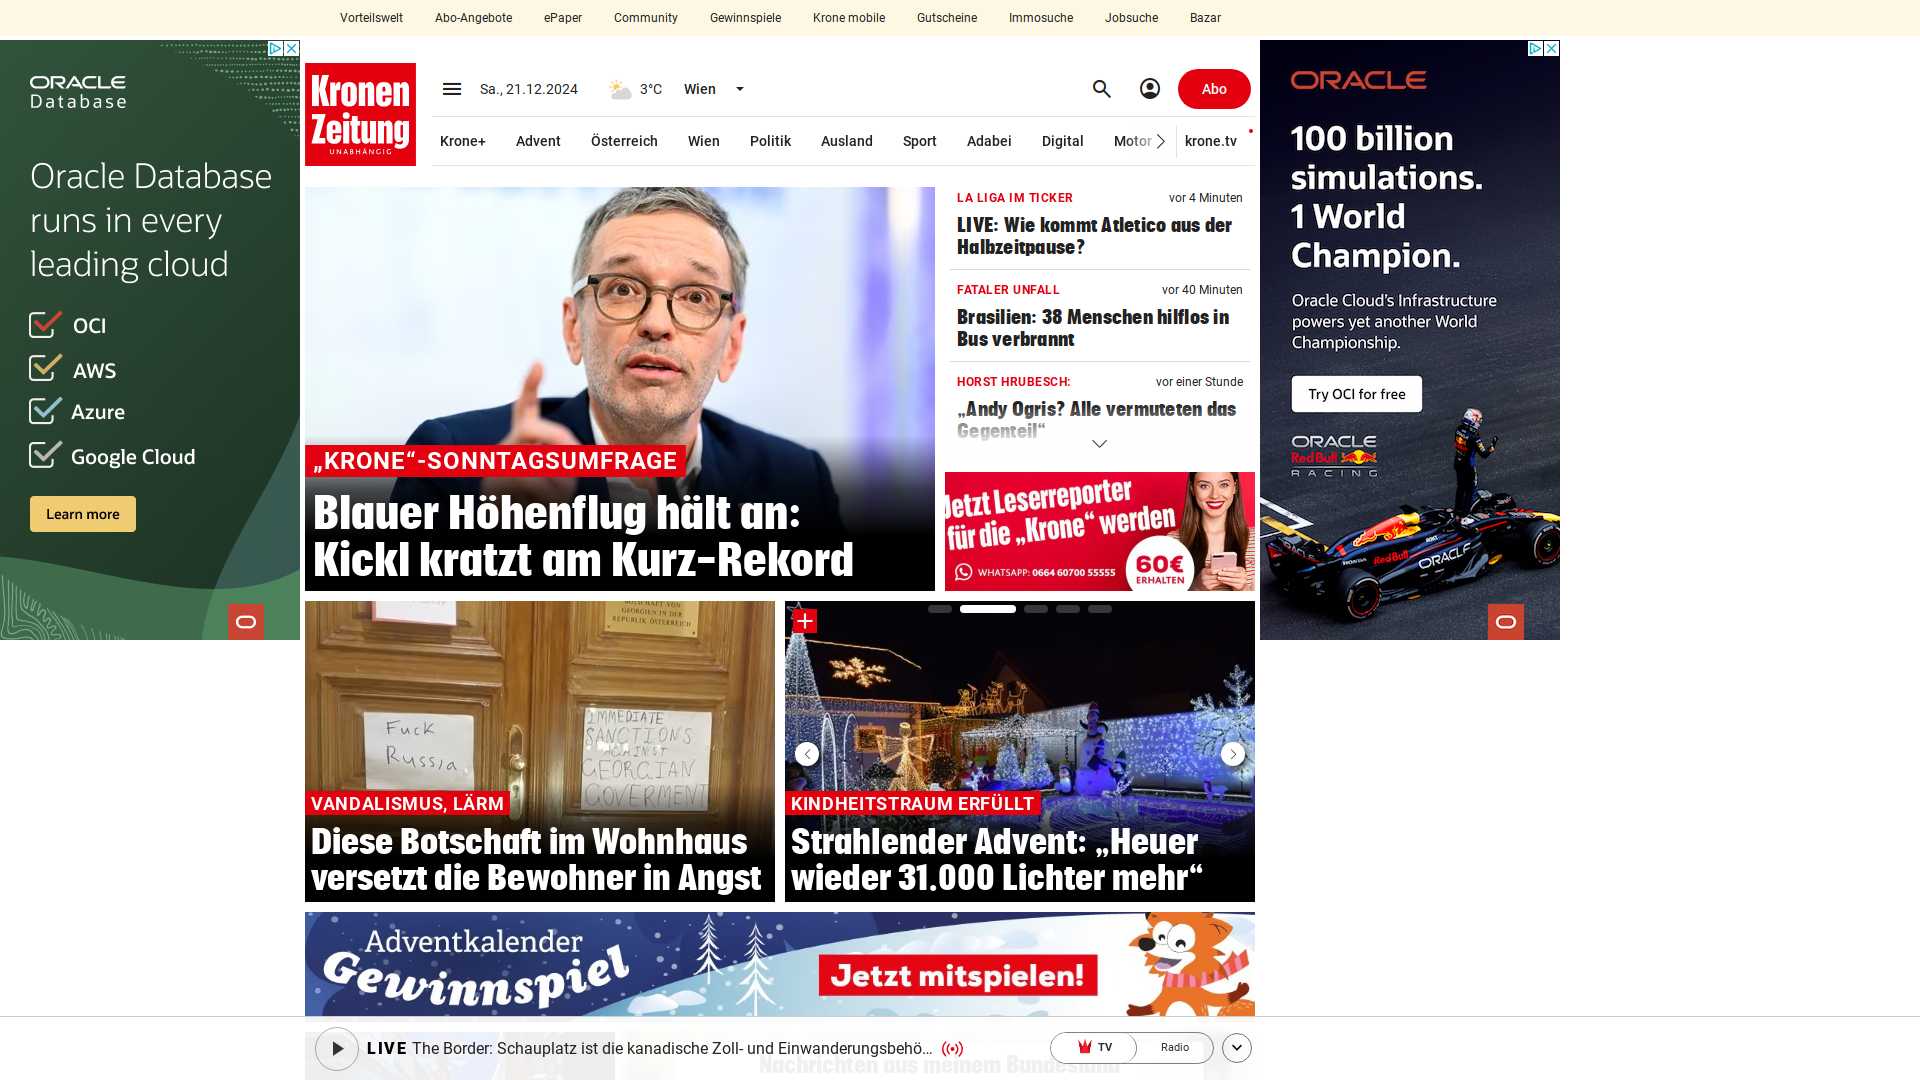 Vorteilswelt Abo-Angebote ePaper Community Gewinnspiele Krone mobile Gutscheine Immosuche Jobsuche Bazar
ORACLE
Database
Oracle Database
runs in every
leading cloud
OCI
AWS
Azure
Google Cloud
Learn more
Kronen
Zeitung
UNABHÄNGIG
Sa., 21.12.2024 3°C Wien
Abo
Krone+ Advent Österreich Wien Politik Ausland Sport Adabei Digital Motor krone.tv
„KRONE“-SONNTAGSUMFRAGE
Blauer Höhenflug hält an:
Kickl kratzt am Kurz-Rekord
LA LIGA IM TICKER vor 4 Minuten
LIVE: Wie kommt Atletico aus der
Halbzeitpause?
FATALER UNFALL vor 40 Minuten
Brasilien: 38 Menschen hilflos in
Bus verbrannt
HORST HRUBESCH: vor einer Stunde
„Andy Ogris? Alle vermuteten das
Gegenteil“
Jetzt Leserreporter
für die „Krone“ werden
WHATSAPP: 0664 60700 55555
60€
ERHALTEN
ORACLE
100 billion
simulations.
1 World
Champion.
Oracle Cloud's Infrastructure
powers yet another World
Championship.
Try OCI for free
ORACLE
Red Bull
RACING
Red Bull
ORACLE
GEORGIEN IN DER
REPUBLIK ÖSTERREICH
Fuck
Russia
IMMEDIATE
SANCTIONS
AGAINST
GEORGIAN
GOVERMENT
VANDALISMUS, LÄRM
Diese Botschaft im Wohnhaus
versetzt die Bewohner in Angst
KINDHEITSTRAUM ERFÜLLT
Strahlender Advent: „Heuer
wieder 31.000 Lichter mehr“
Adventkalender
Gewinnspiel
Jetzt mitspielen!
LIVE The Border: Schauplatz ist die kanadische Zoll- und Einwanderungsbehö...
TV Radio
Nachrichten aus meinem Bundesland